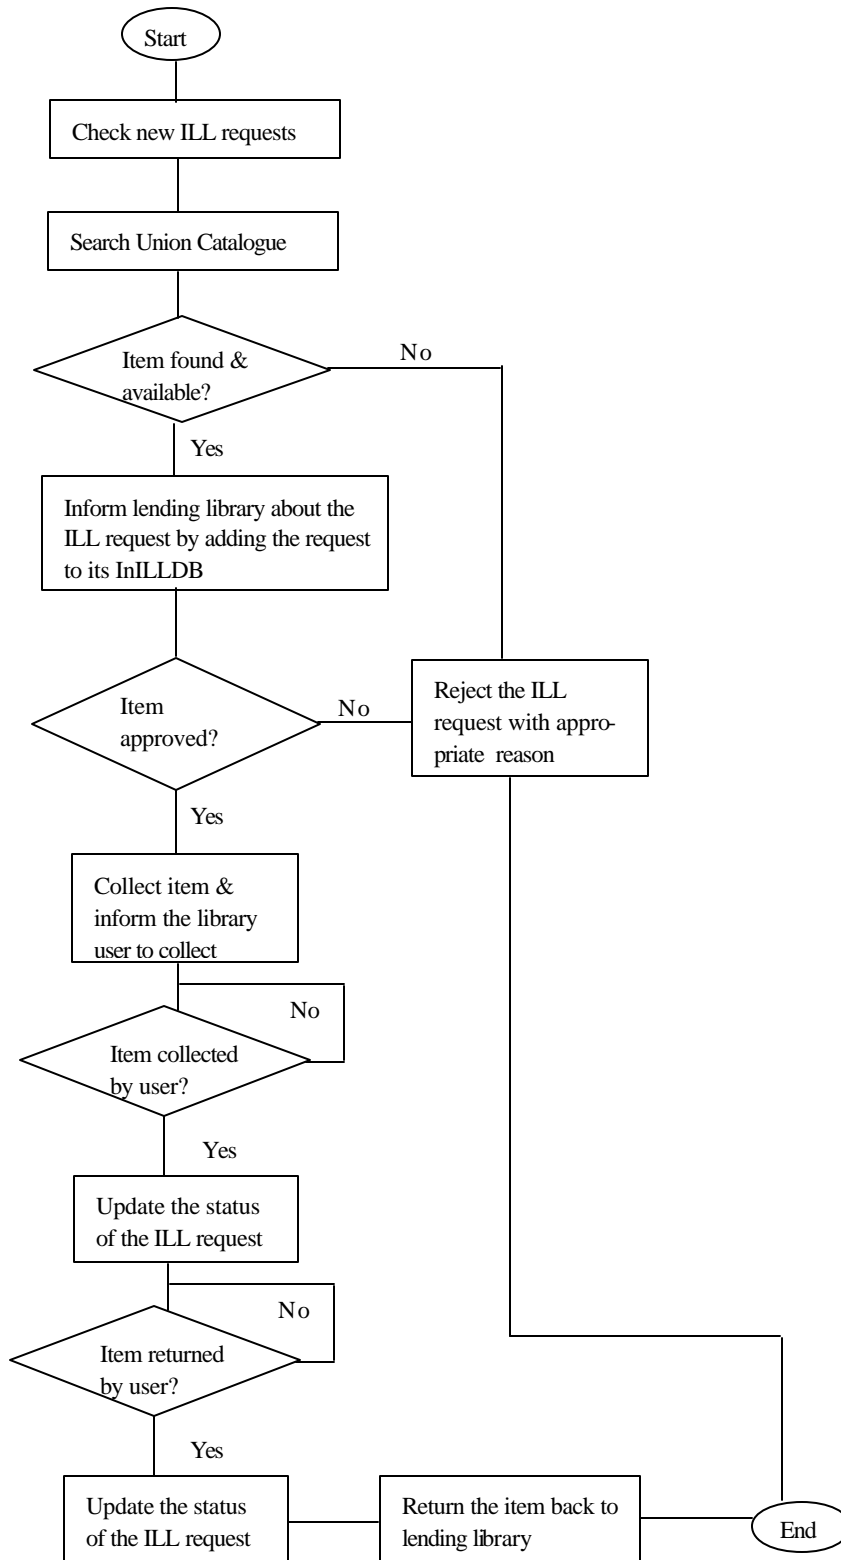 Start
Check new ILL requests
Search Union Catalogue
Item found &
available?
No
Yes
Inform lending library about the
ILL request by adding the request
to its InILLDB
Item
approved?
No
Reject the ILL
request with appro-
priate reason
Yes
Collect item &
inform the library
user to collect
No
Item collected
by user?
Yes
Update the status
of the ILL request
No
Item returned
by user?
Yes
Update the status
of the ILL request
Return the item back to
lending library
End